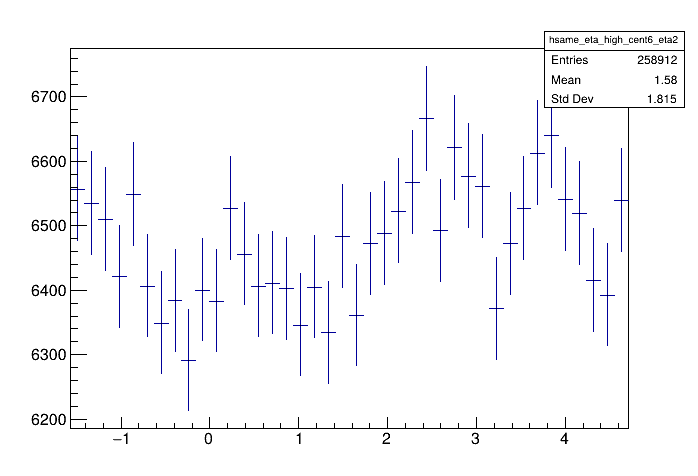 hsame_eta_high_cent6_eta2
Entries 258912
Mean 1.58
Std Dev 1.815
6700
6600
6500
6400
6300
6200
−1 0 1 2 3 4